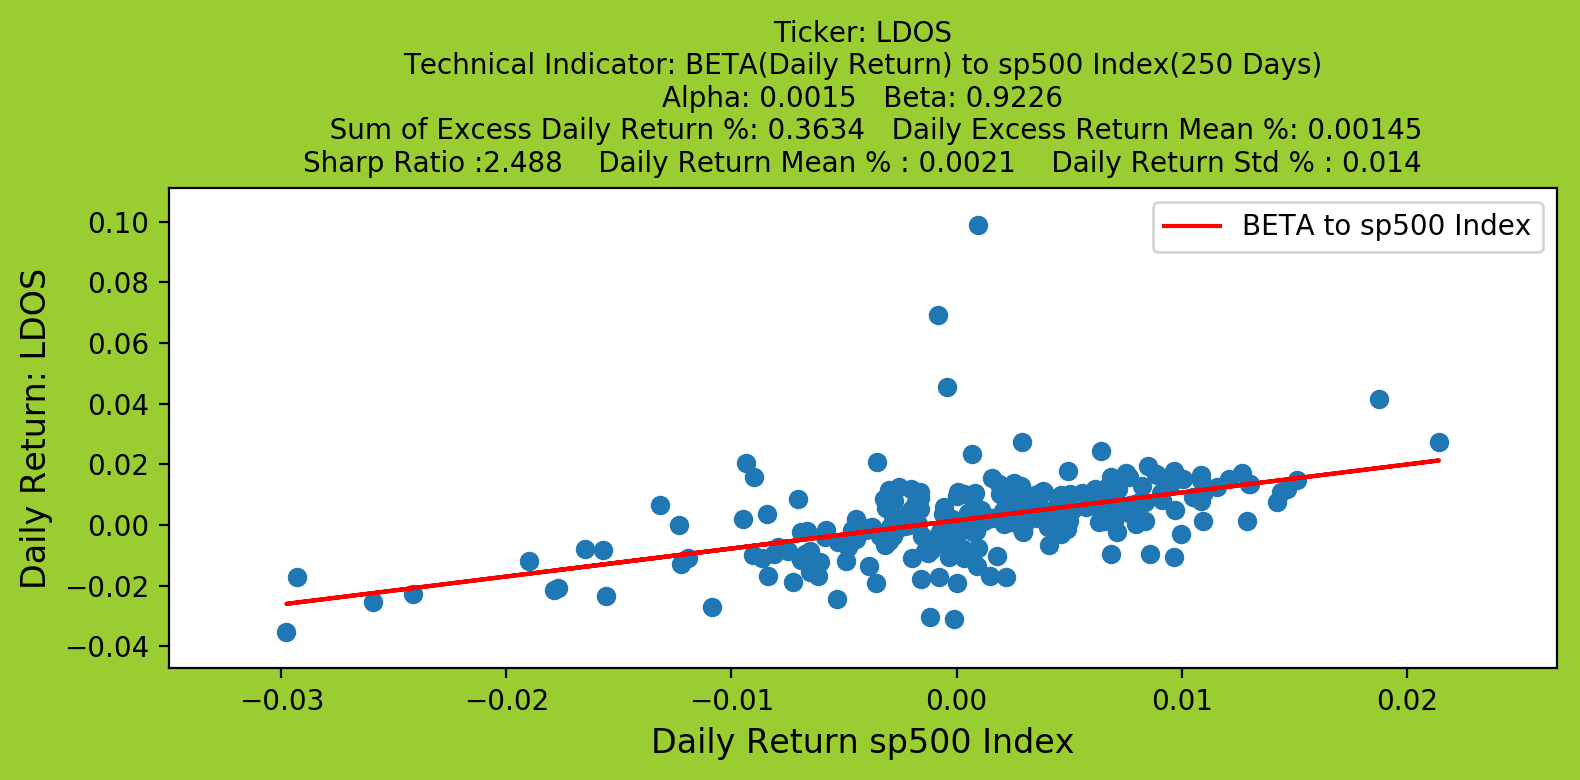 Ticker: LDOS
Technical Indicator: BETA(Daily Return) to sp500 Index(250 Days)
Alpha: 0.0015   Beta: 0.9226
Sum of Excess Daily Return %: 0.3634   Daily Excess Return Mean %: 0.00145
Sharp Ratio :2.488    Daily Return Mean % : 0.0021    Daily Return Std % : 0.014
BETA to sp500 Index
Daily Return: LDOS
0.10
0.08
0.06
0.04
0.02
0.00
−0.02
−0.04
−0.03 −0.02 −0.01 0.00 0.01 0.02
Daily Return sp500 Index